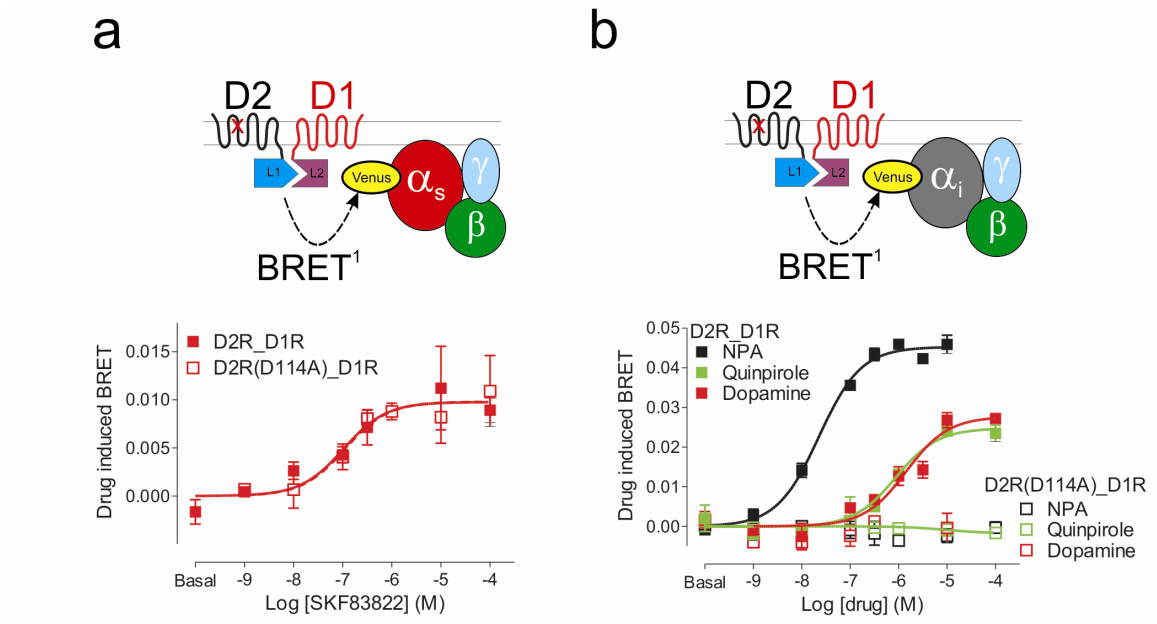 a
D2 D1
L1 L2 Venus αs γ
β
BRET1
D2R_D1R
D2R(D114A)_D1R
Drug induced BRET
0.015
0.010
0.005
0.000
Basal -9 -8 -7 -6 -5 -4
Log [SKF83822] (M)
b
D2 D1
L1 L2 Venus αi γ
β
BRET1
D2R_D1R
NPA
Quinpirole
Dopamine
Drug induced BRET
0.05
0.04
0.03
0.02
0.01
0.00
D2R(D114A)_D1R
NPA
Quinpirole
Dopamine
Basal -9 -8 -7 -6 -5 -4
Log [drug] (M)